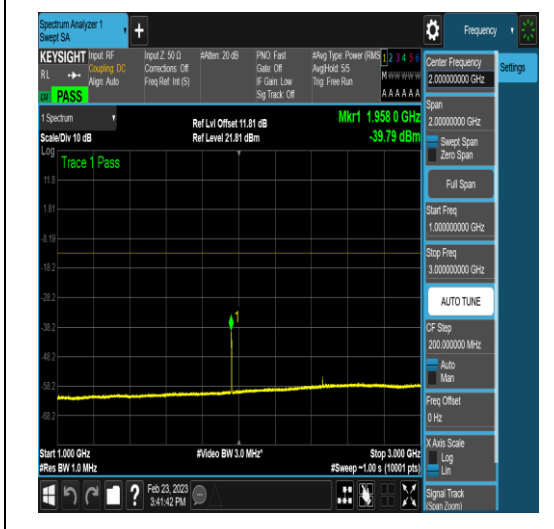 Spectrum Analyzer 1
Swept SA
+
Frequency
KEYSIGHT
Input: RF
Coupling: DC
Align: Auto
Input Z: 50 Ω
Corrections: Off
Freq Ref: Int (S)
#Atten: 20 dB
PNO: Fast
Gate: Off
IF Gain: Low
Sig Track: Off
#Avg Type: Power (RMS)
Avg|Hold: 5/5
Trig: Free Run
1 2 3 4 5 6
M W W W W W
A A A A A A
RL
PASS
1 Spectrum
Scale/Div 10 dB
Ref Lvl Offset 11.81 dB
Ref Level 21.81 dBm
Mkr1 1.958 0 GHz
-39.79 dBm
Log
Trace 1 Pass
11.8
1.81
-8.19
-18.2
-28.2
-38.2
-48.2
-58.2
-68.2
1
Start 1.000 GHz
#Res BW 1.0 MHz
#Video BW 3.0 MHz*
Stop 3.000 GHz
#Sweep ~1.00 s (10001 pts)
?
Feb 23, 2023
3:41:42 PM
Center Frequency
2.000000000 GHz
Settings
Span
2.00000000 GHz
Swept Span
Zero Span
Full Span
Start Freq
1.000000000 GHz
Stop Freq
3.000000000 GHz
AUTO TUNE
CF Step
200.000000 MHz
Auto
Man
Freq Offset
0 Hz
X Axis Scale
Log
Lin
Signal Track
(Span Zoom)